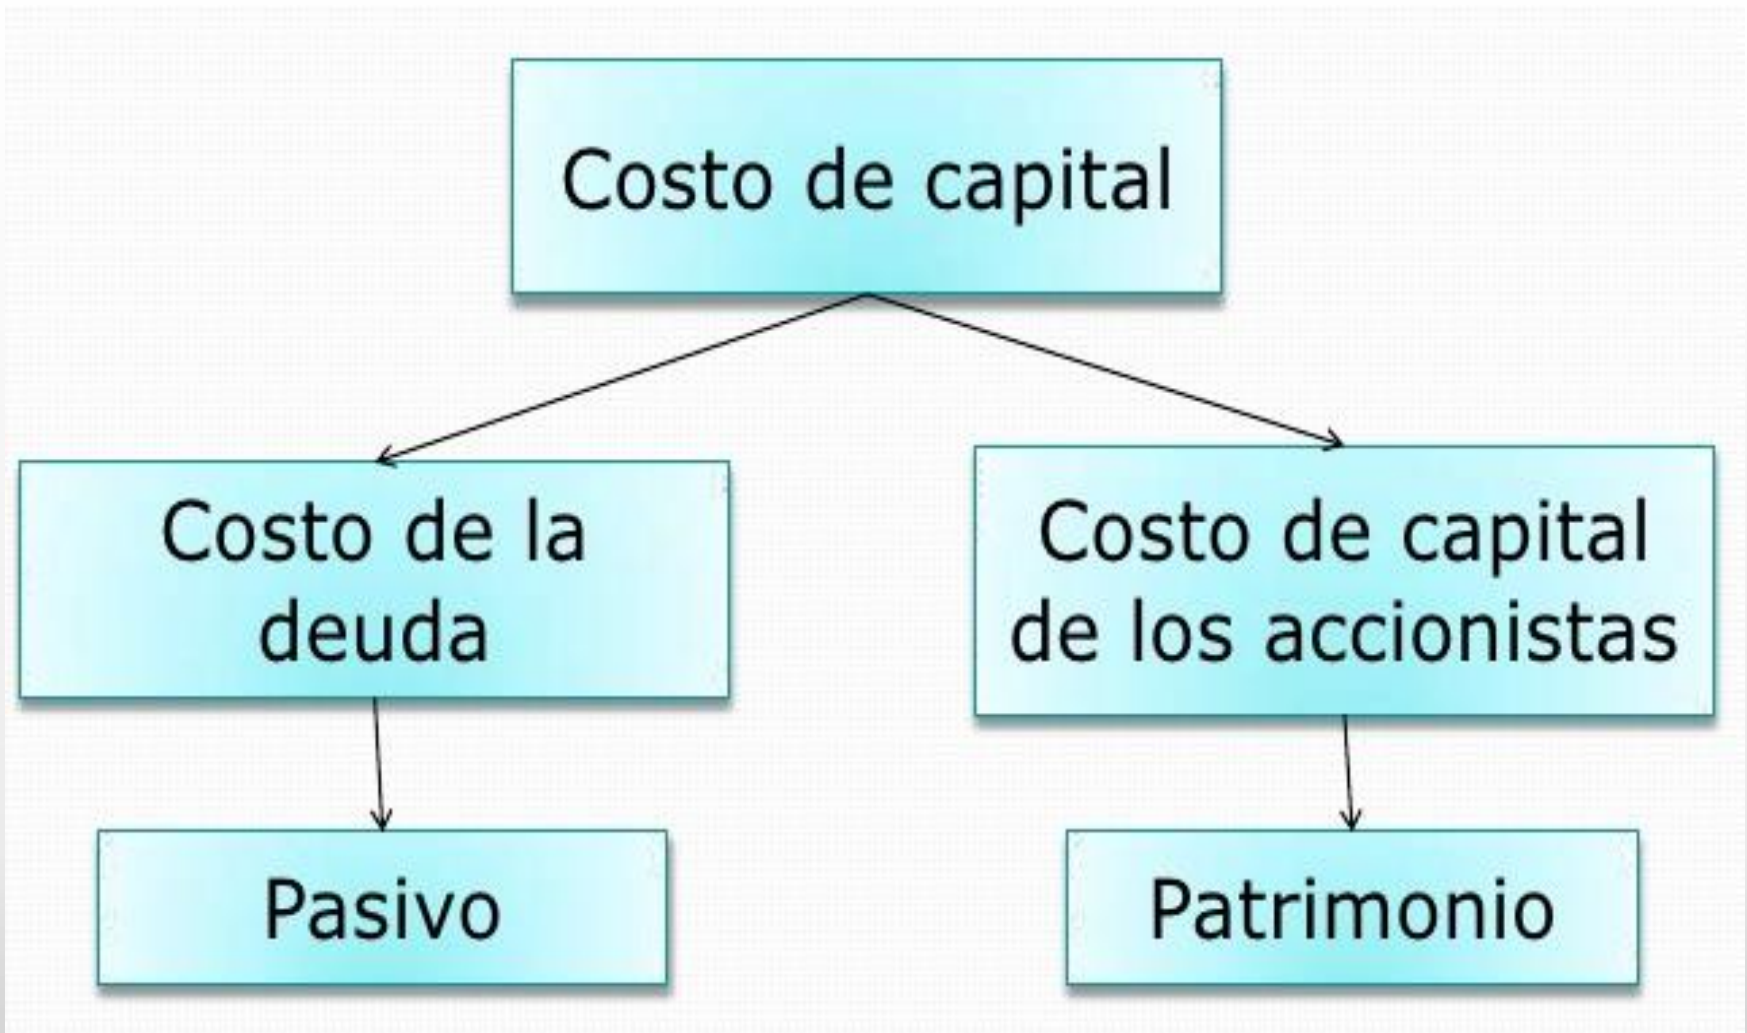 Costo de capital
Costo de la
deuda
Costo de capital
de los accionistas
Pasivo
Patrimonio